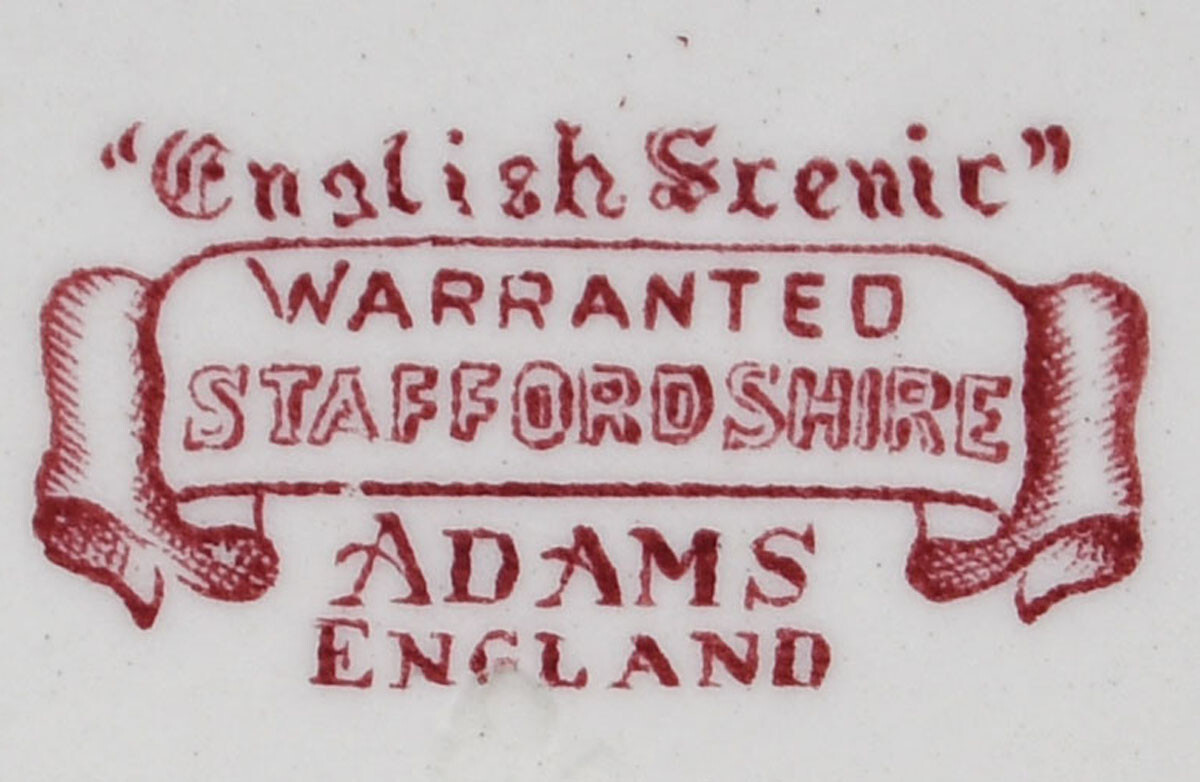 “English Scenic”
WARRANTED
STAFFORDSHIRE
ADAMS
ENGLAND